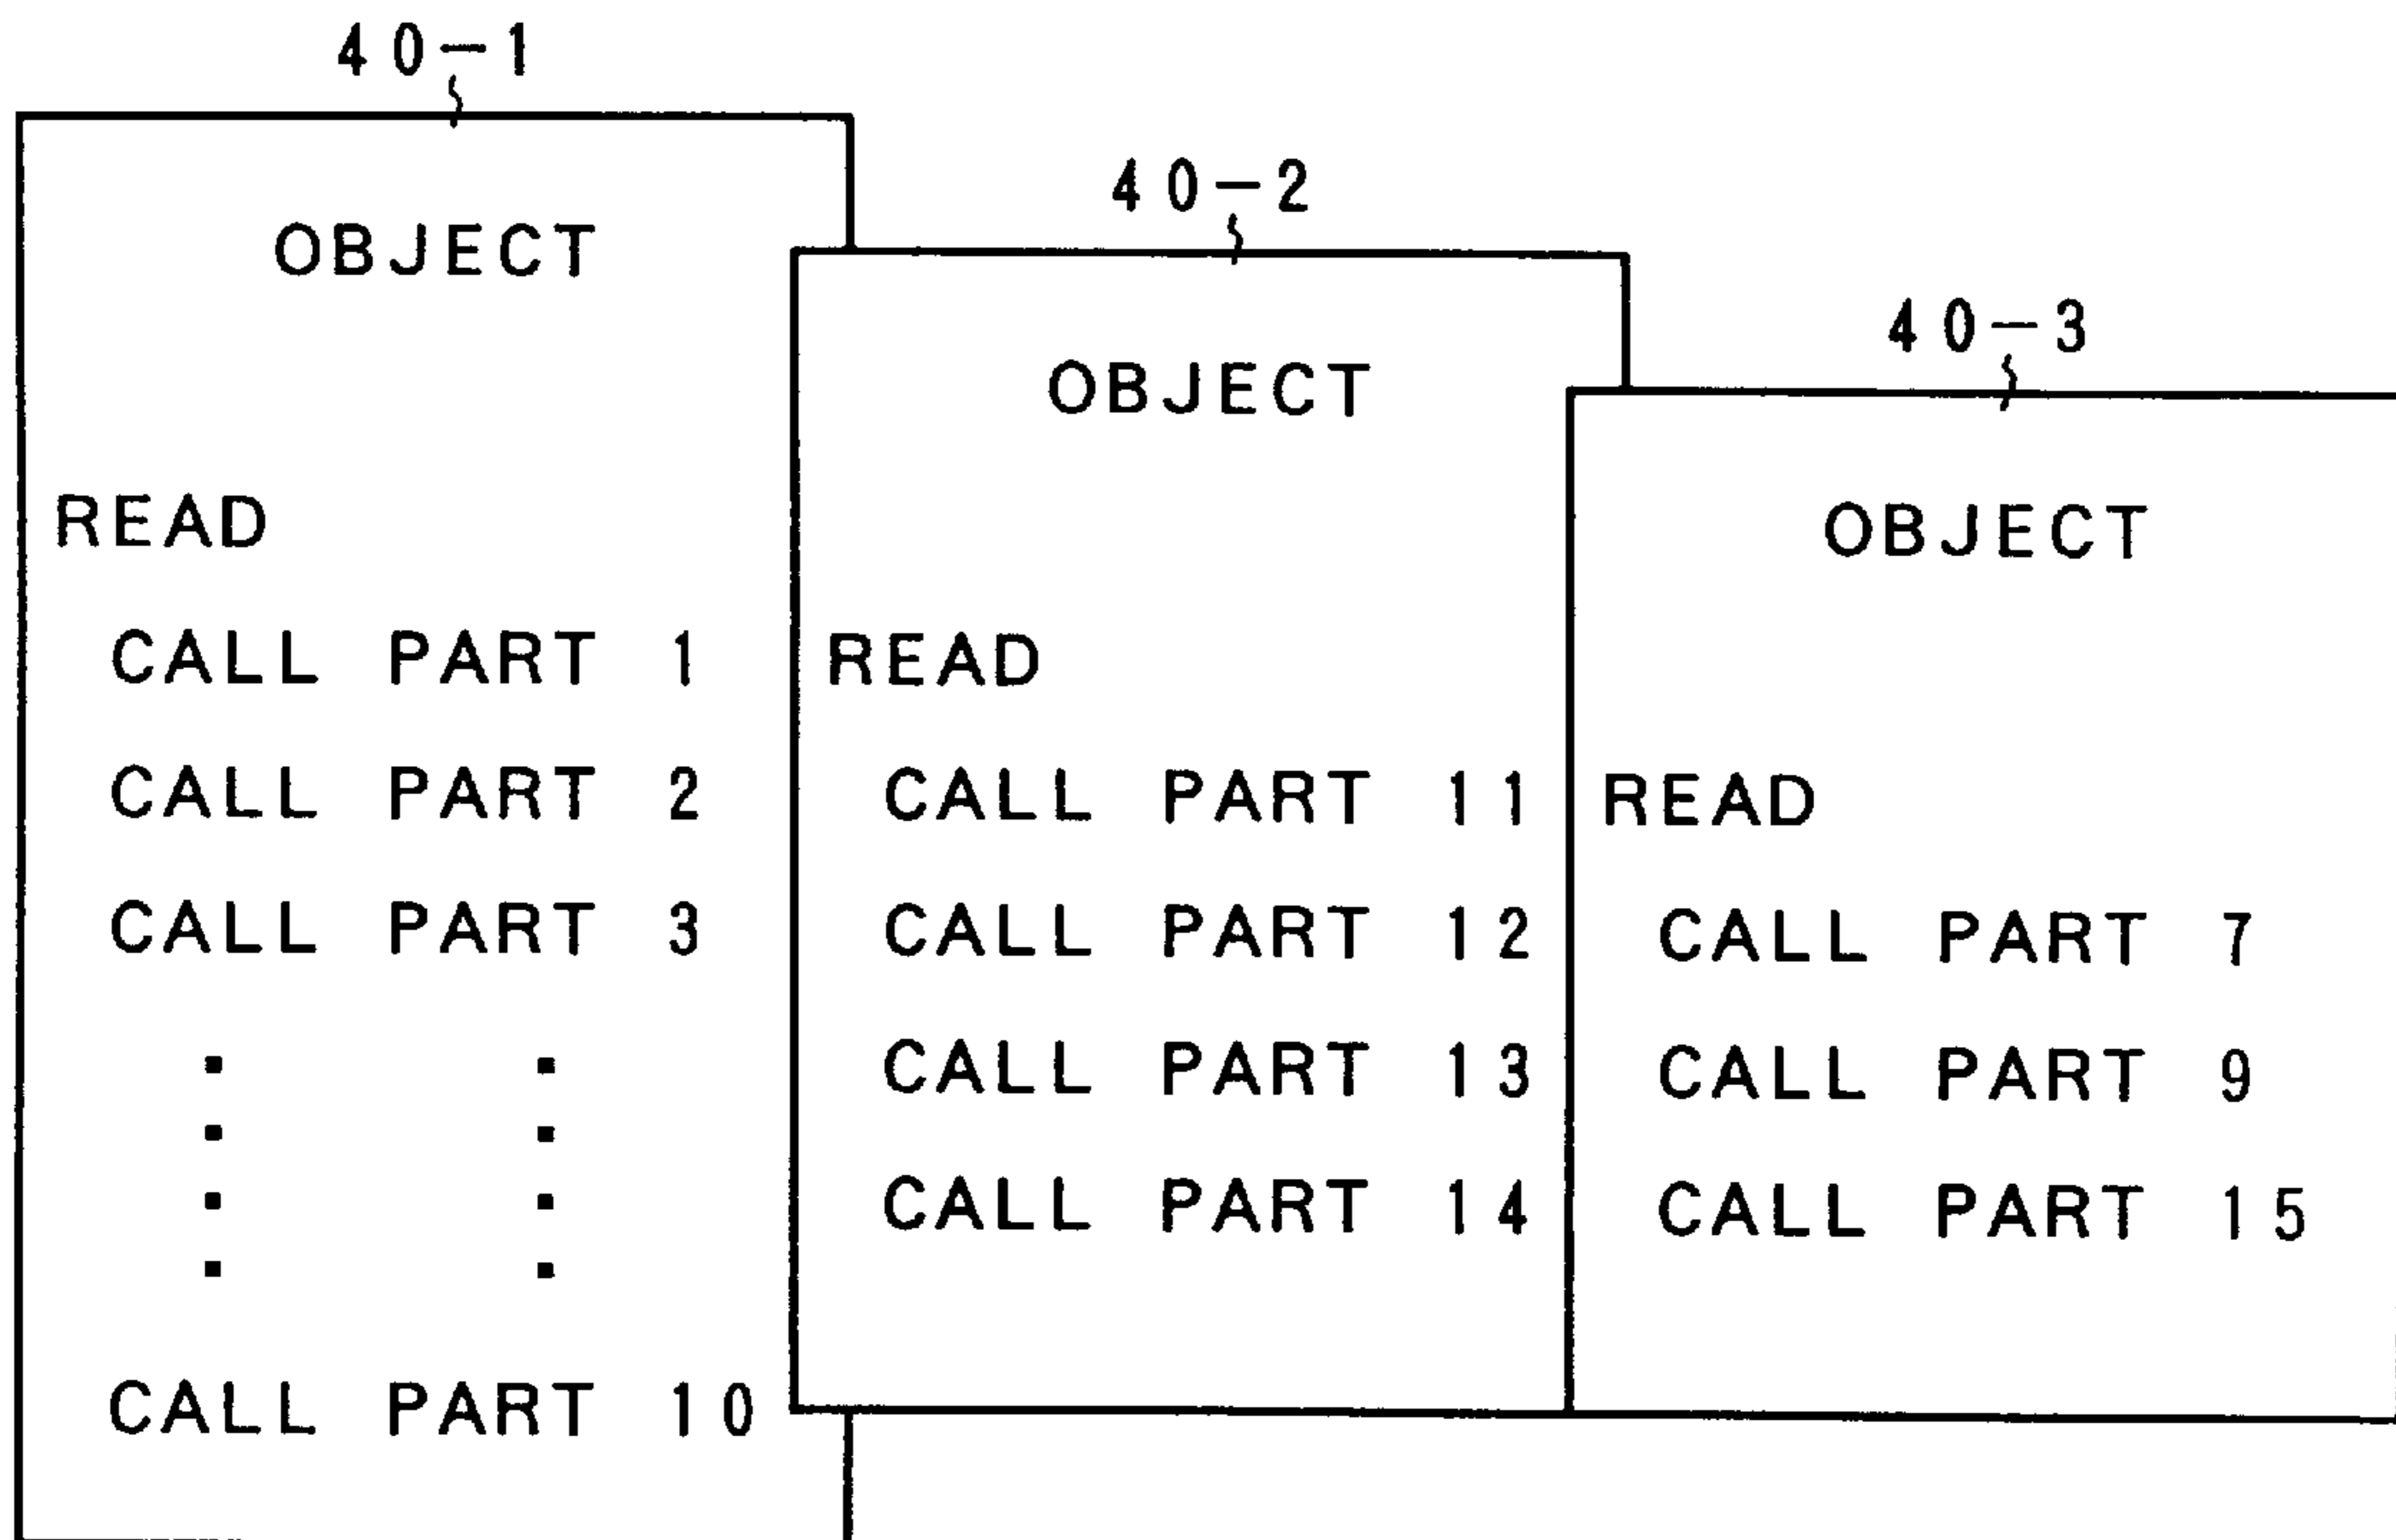 40-1
OBJECT
READ
CALL PART 1
CALL PART 2
CALL PART 3
. .
. .
. .
. .
CALL PART 10
40-2
OBJECT
READ
CALL PART 11
CALL PART 12
CALL PART 13
CALL PART 14
40-3
OBJECT
READ
CALL PART 7
CALL PART 9
CALL PART 15